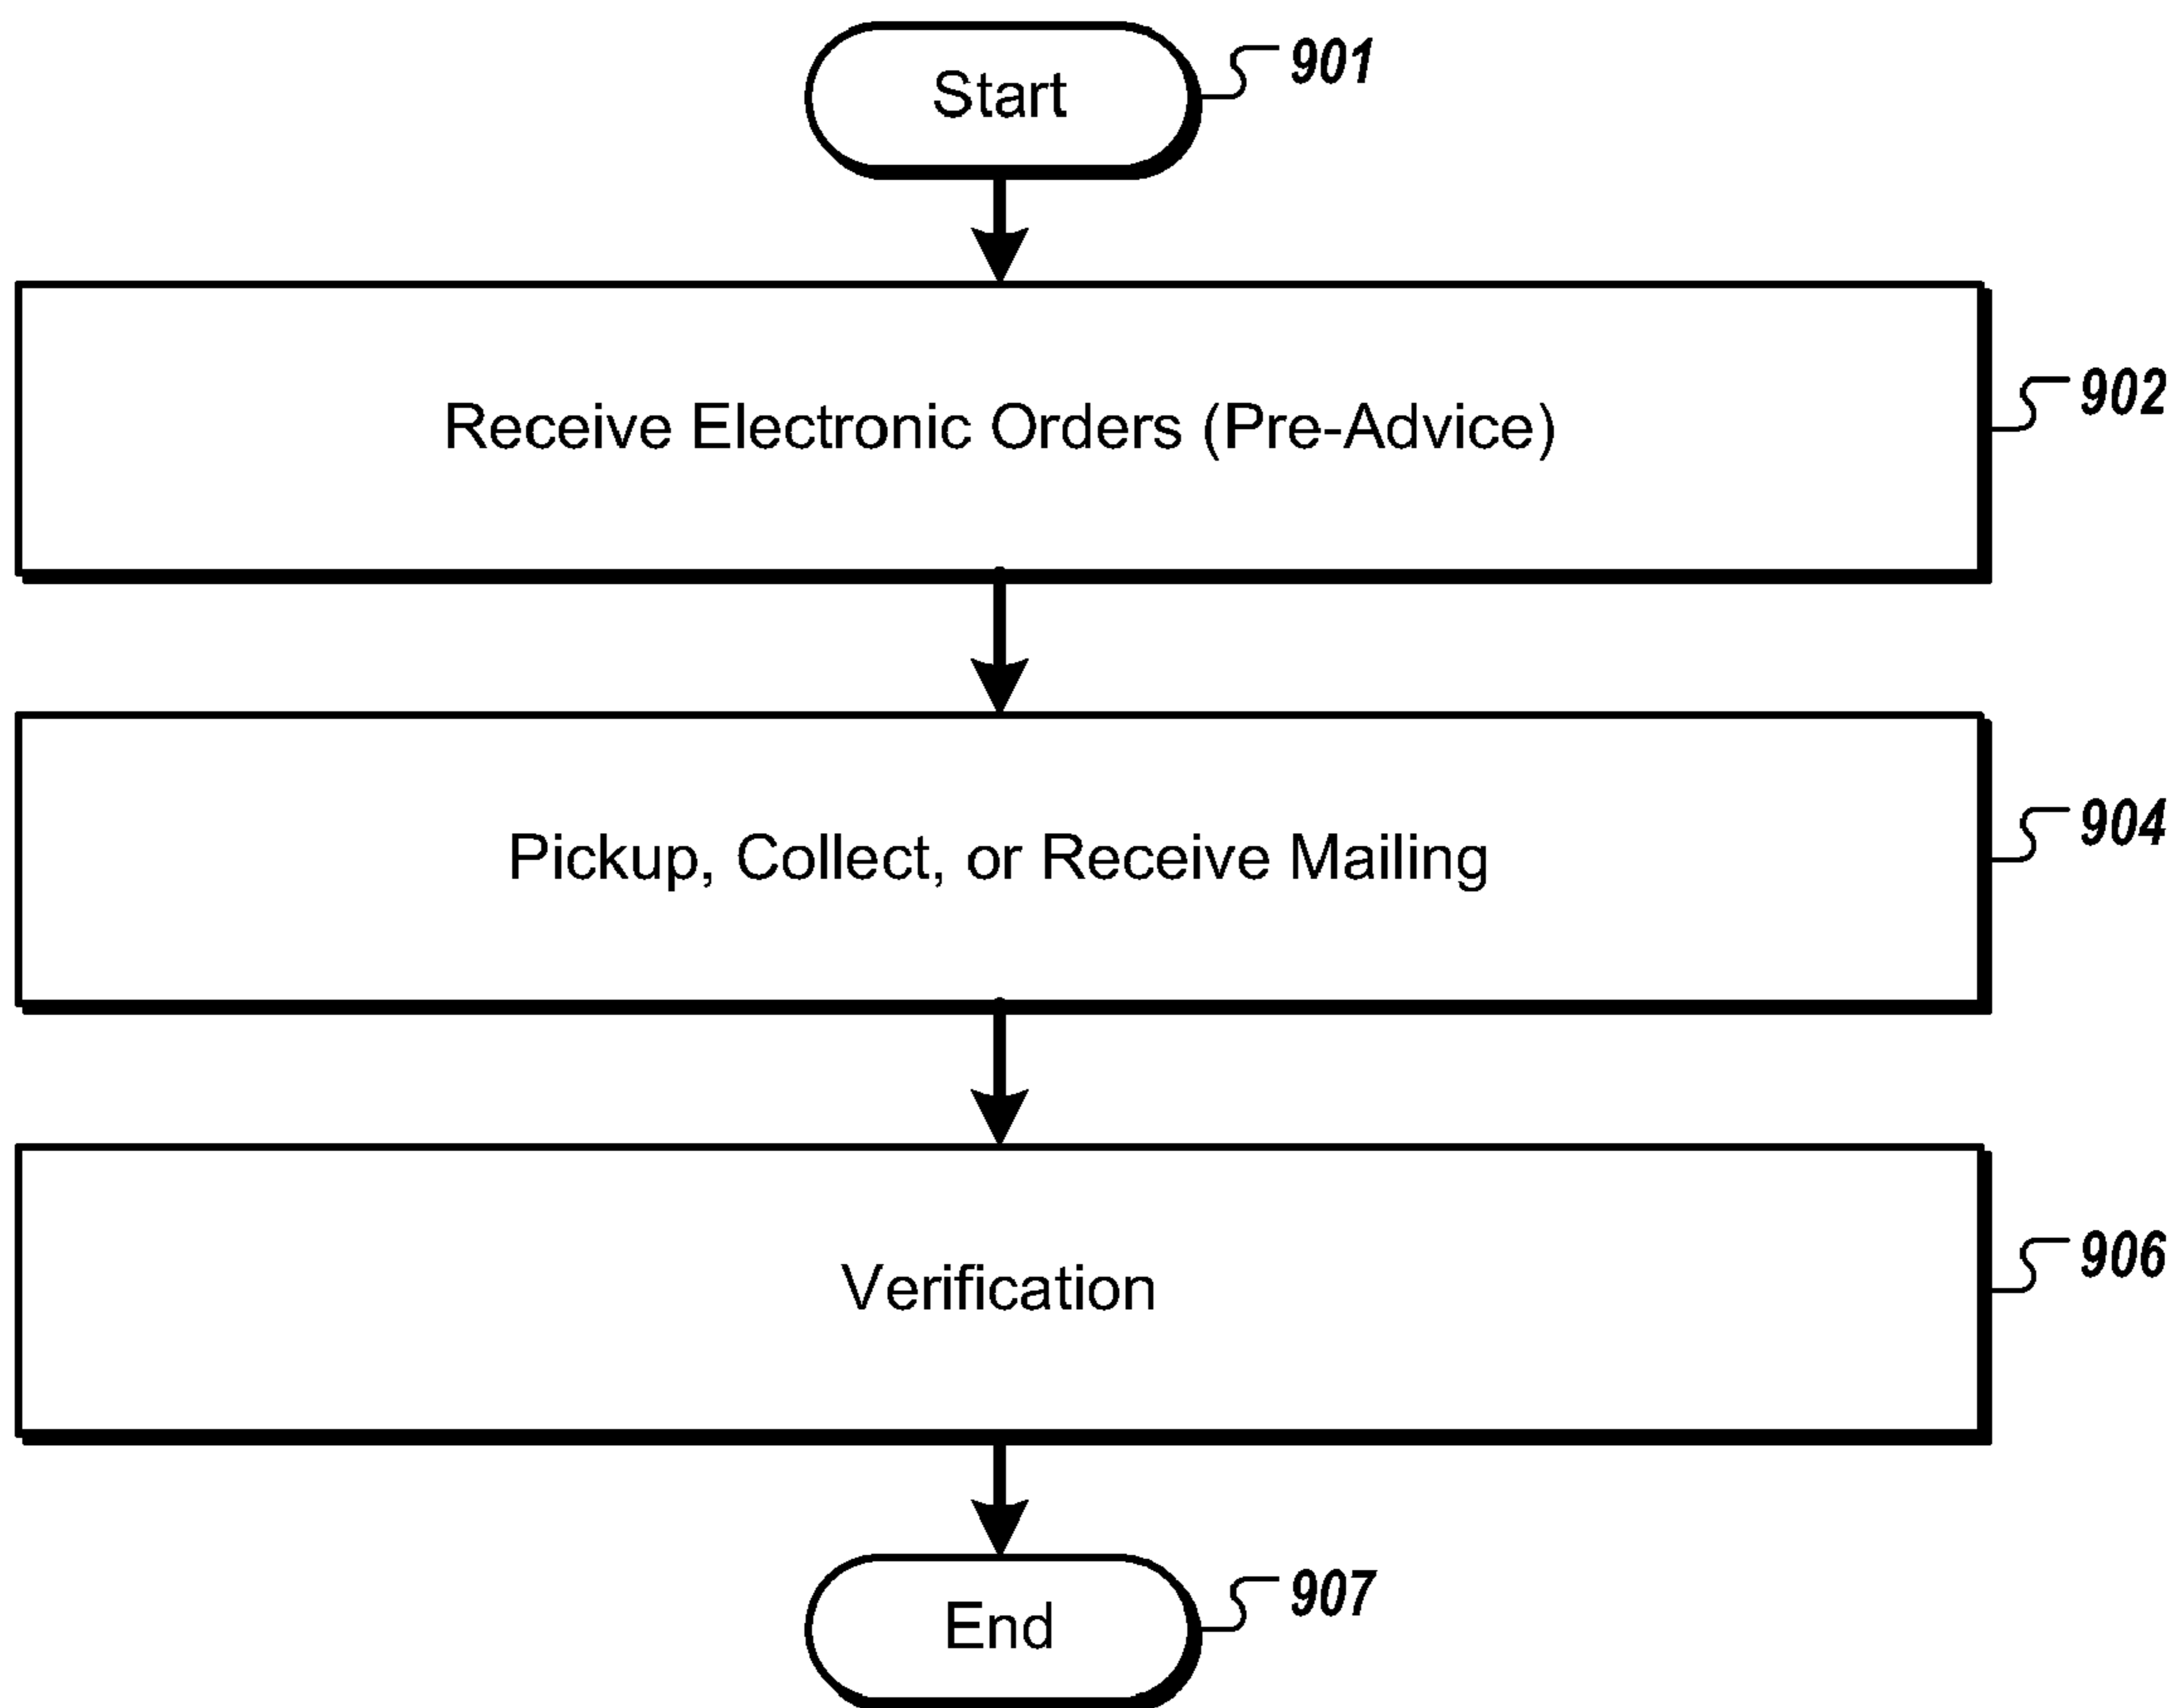 Start
901
Receive Electronic Orders (Pre-Advice)
902
Pickup, Collect, or Receive Mailing
904
Verification
906
End
907